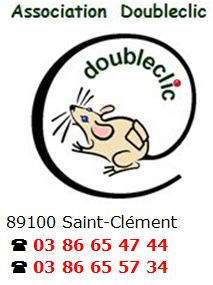 Association Doubleclic
doubleclic
89100 Saint-Clément
☎ 03 86 65 47 44
☎ 03 86 65 57 34